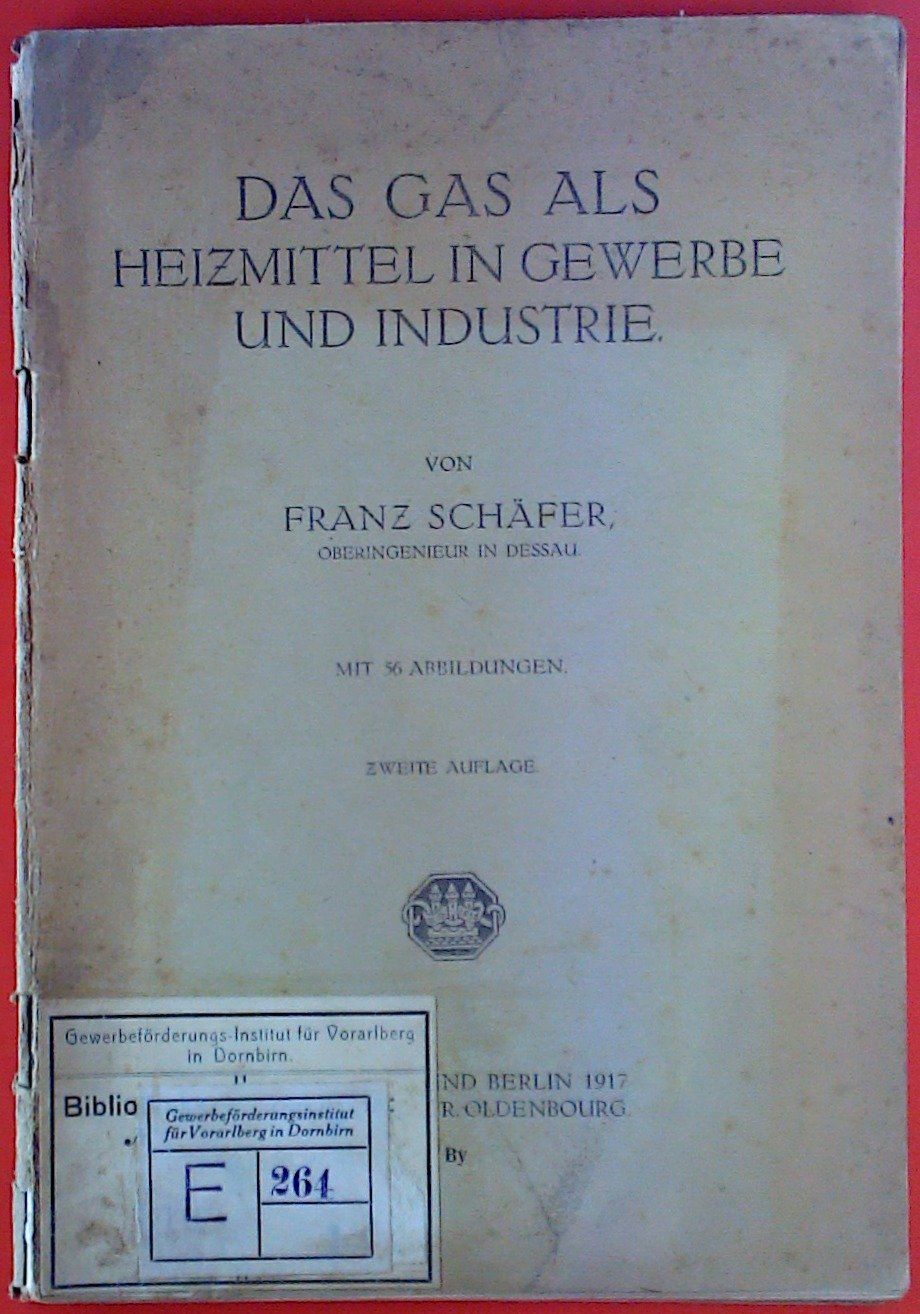 DAS GAS ALS
HEIZMITTEL IN GEWERBE
UND INDUSTRIE.
VON
FRANZ SCHÄFER,
OBERINGENIEUR IN DESSAU.
MIT 56 ABBILDUNGEN.
ZWEITE AUFLAGE.
ND BERLIN 1917
R. OLDENBOURG.
By
Gewerbeförderungs-Institut für Vorarlberg
in Dornbirn.
Biblio
Gewerbeförderungsinstitut
für Vorarlberg in Dornbirn
E
264